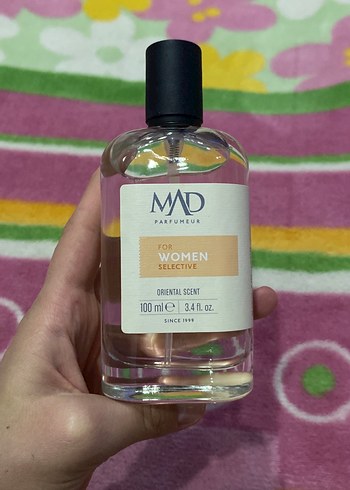 MAD
PARFUMEUR
FOR
WOMEN
SELECTIVE
ORIENTAL SCENT
100 ml ℮ 3.4 fl. oz.
SINCE 1999